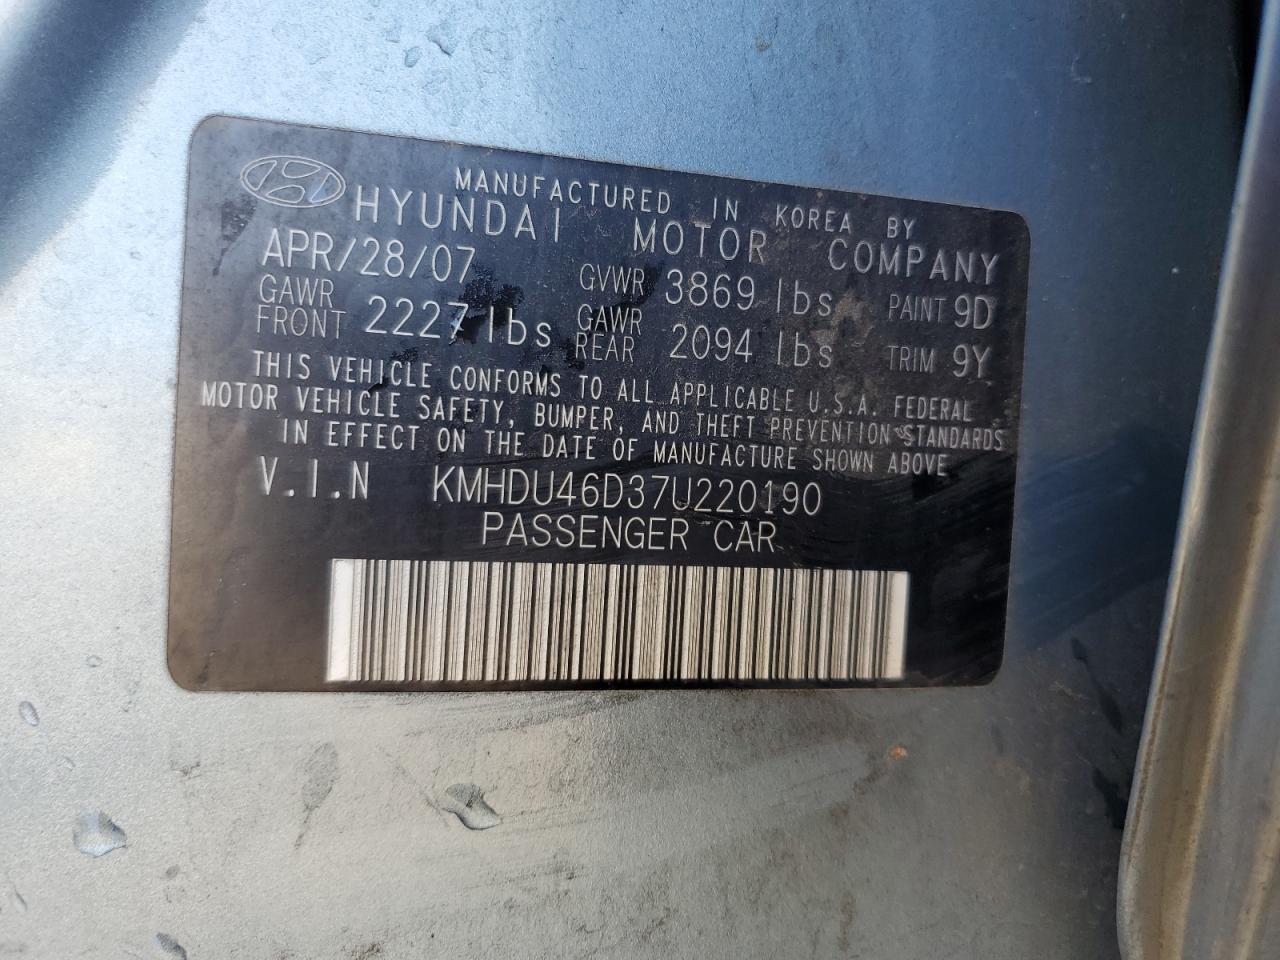 MANUFACTURED IN KOREA BY
HYUNDAI MOTOR COMPANY
APR/28/07 GVWR 3869 lbs PAINT 9D
GAWR FRONT 2227 lbs GAWR REAR 2094 lbs TRIM 9Y
THIS VEHICLE CONFORMS TO ALL APPLICABLE U.S.A. FEDERAL
MOTOR VEHICLE SAFETY, BUMPER, AND THEFT PREVENTION STANDARDS
IN EFFECT ON THE DATE OF MANUFACTURE SHOWN ABOVE
V.I.N KMHDU46D37U220190
PASSENGER CAR